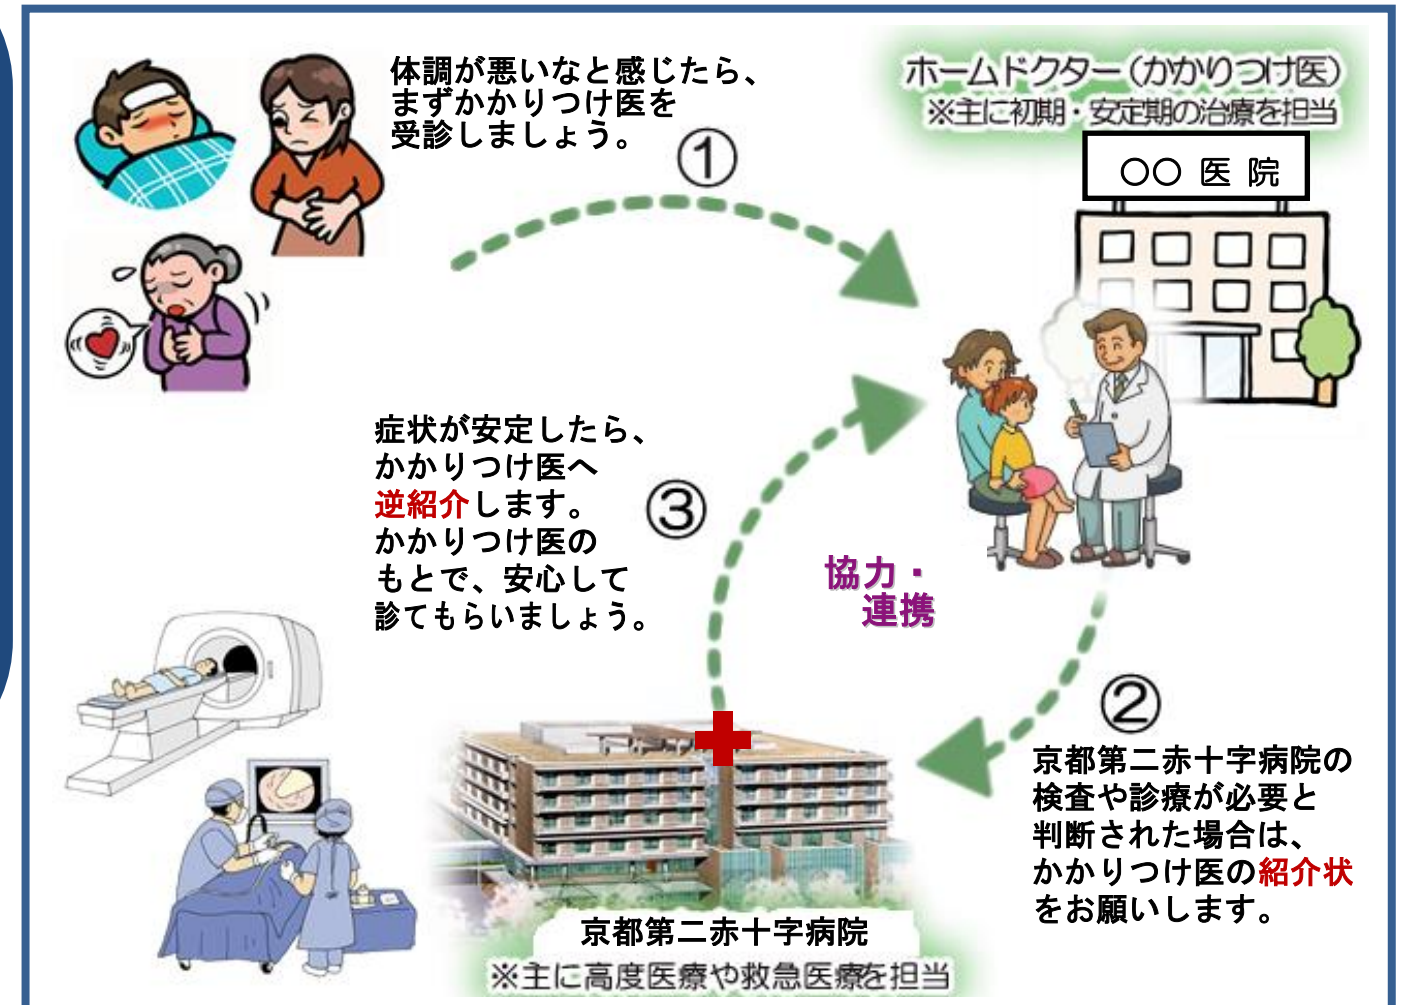 体調が悪いなと感じたら、
まずかかりつけ医を
受診しましょう。
①
ホームドクター（かかりつけ医）
※主に初期・安定期の治療を担当
○○ 医 院
症状が安定したら、
かかりつけ医へ
逆紹介します。
かかりつけ医の
もとで、安心して
診てもらいましょう。
③
協力・
連携
②
京都第二赤十字病院の
検査や診療が必要と
判断された場合は、
かかりつけ医の紹介状
をお願いします。
京都第二赤十字病院
※主に高度医療や救急医療を担当